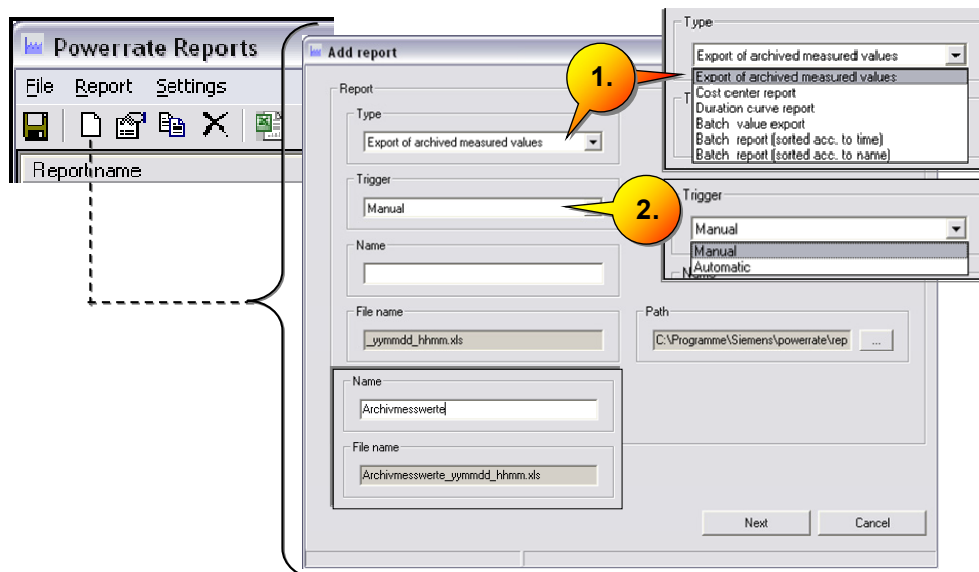 Powerrate Reports
File Report Settings
Report name
Add report
Report
Type
Export of archived measured values
Trigger
Manual
Name
File name
_yymmdd_hhmm.xls
Path
C:\Programme\Siemens\powerrate\rep
...
Name
Archivmesswerte
File name
Archivmesswerte_yymmdd_hhmm.xls
Next
Cancel
1.
Type
Export of archived measured values
Export of archived measured values
Cost center report
Duration curve report
Batch value export
Batch report (sorted acc. to time)
Batch report (sorted acc. to name)
2.
Trigger
Manual
Manual
Automatic